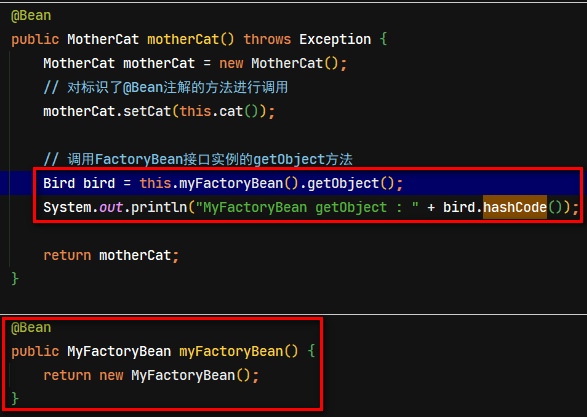 @Bean
public MotherCat motherCat() throws Exception {
MotherCat motherCat = new MotherCat();
// 对标识了@Bean注解的方法进行调用
motherCat.setCat(this.cat());
// 调用FactoryBean接口实例的getObject方法
Bird bird = this.myFactoryBean().getObject();
System.out.println("MyFactoryBean getObject : " + bird.hashCode());
return motherCat;
}
@Bean
public MyFactoryBean myFactoryBean() {
return new MyFactoryBean();
}